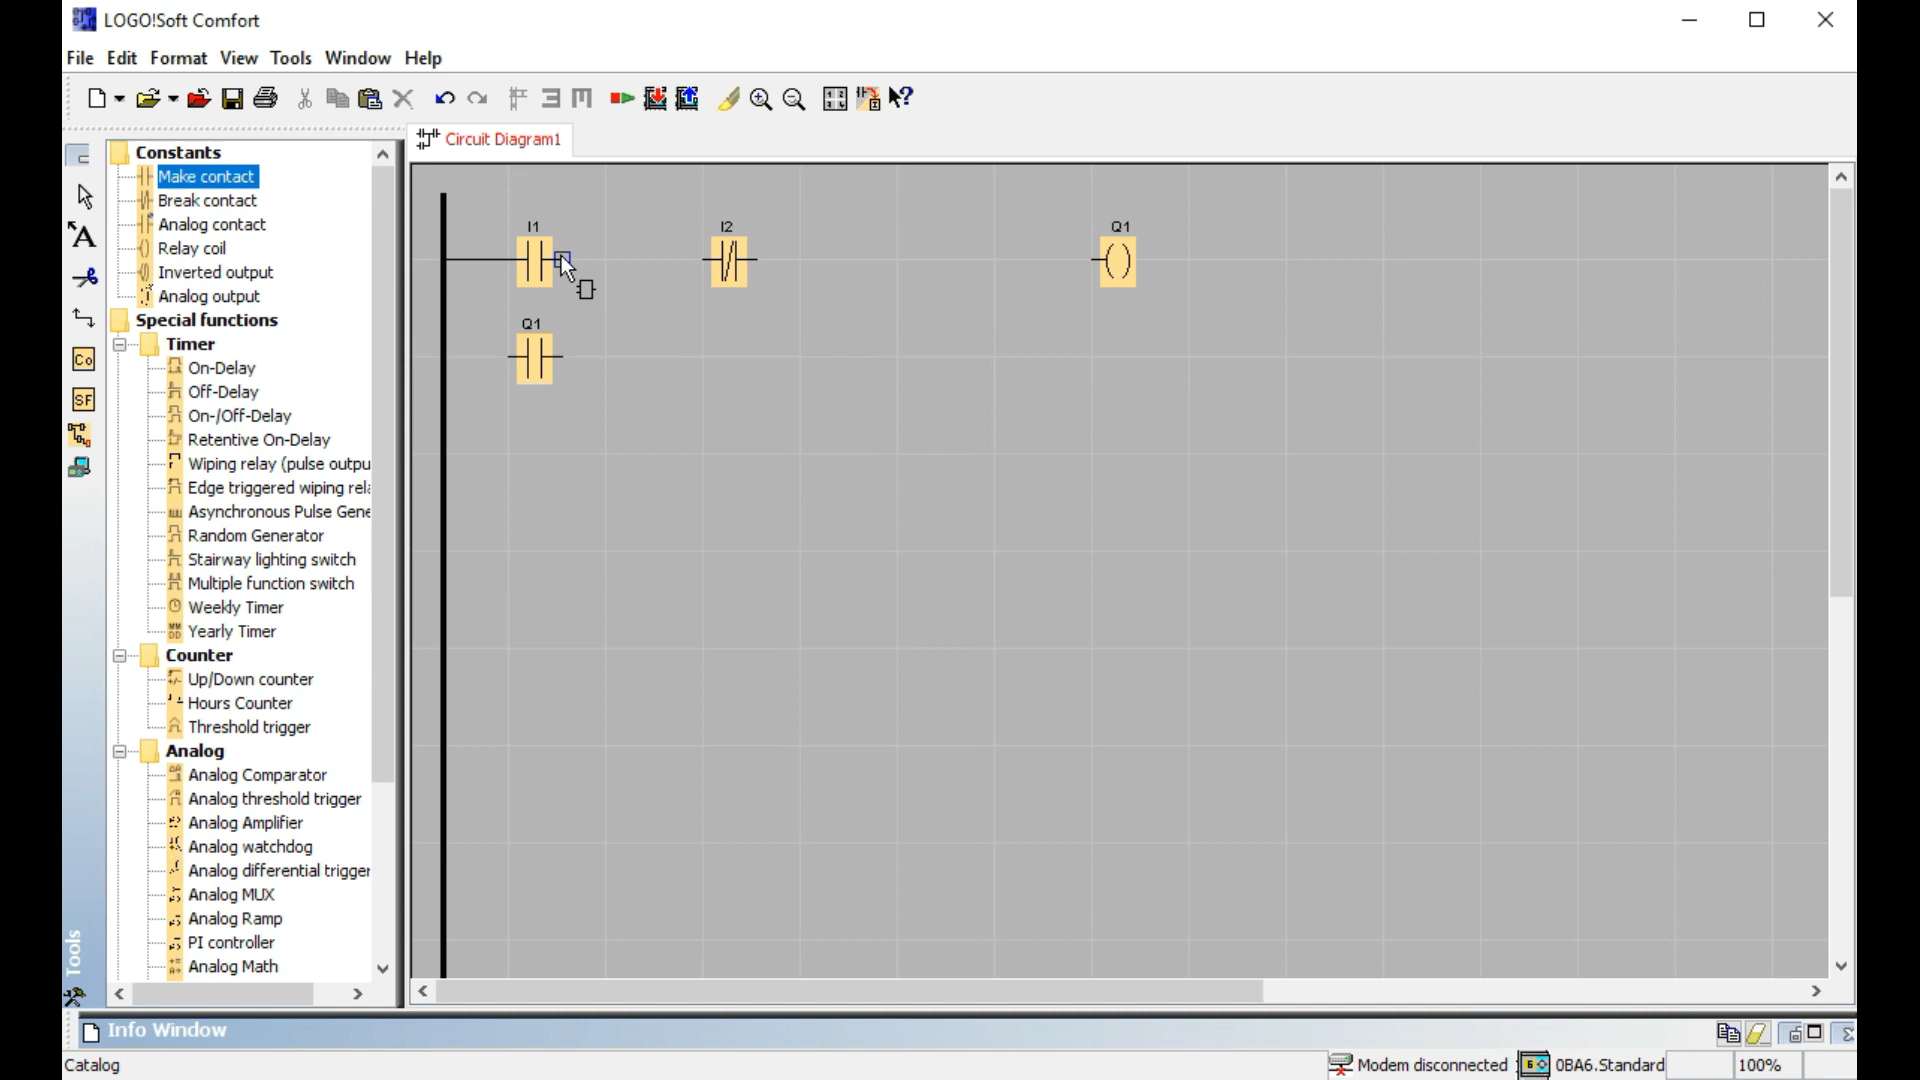 LOGO!Soft Comfort
File Edit Format View Tools Window Help
Circuit Diagram1
Constants
Make contact
Break contact
Analog contact
Relay coil
Inverted output
Analog output
Special functions
Timer
On-Delay
Off-Delay
On-/Off-Delay
Retentive On-Delay
Wiping relay (pulse outpu
Edge triggered wiping rel
Asynchronous Pulse Gene
Random Generator
Stairway lighting switch
Multiple function switch
Weekly Timer
Yearly Timer
Counter
Up/Down counter
Hours Counter
Threshold trigger
Analog
Analog Comparator
Analog threshold trigger
Analog Amplifier
Analog watchdog
Analog differential trigger
Analog MUX
Analog Ramp
PI controller
Analog Math
Co
SF
Tools
I1 I2 Q1
Q1
Info Window
Catalog
Modem disconnected 0BA6.Standard 100%